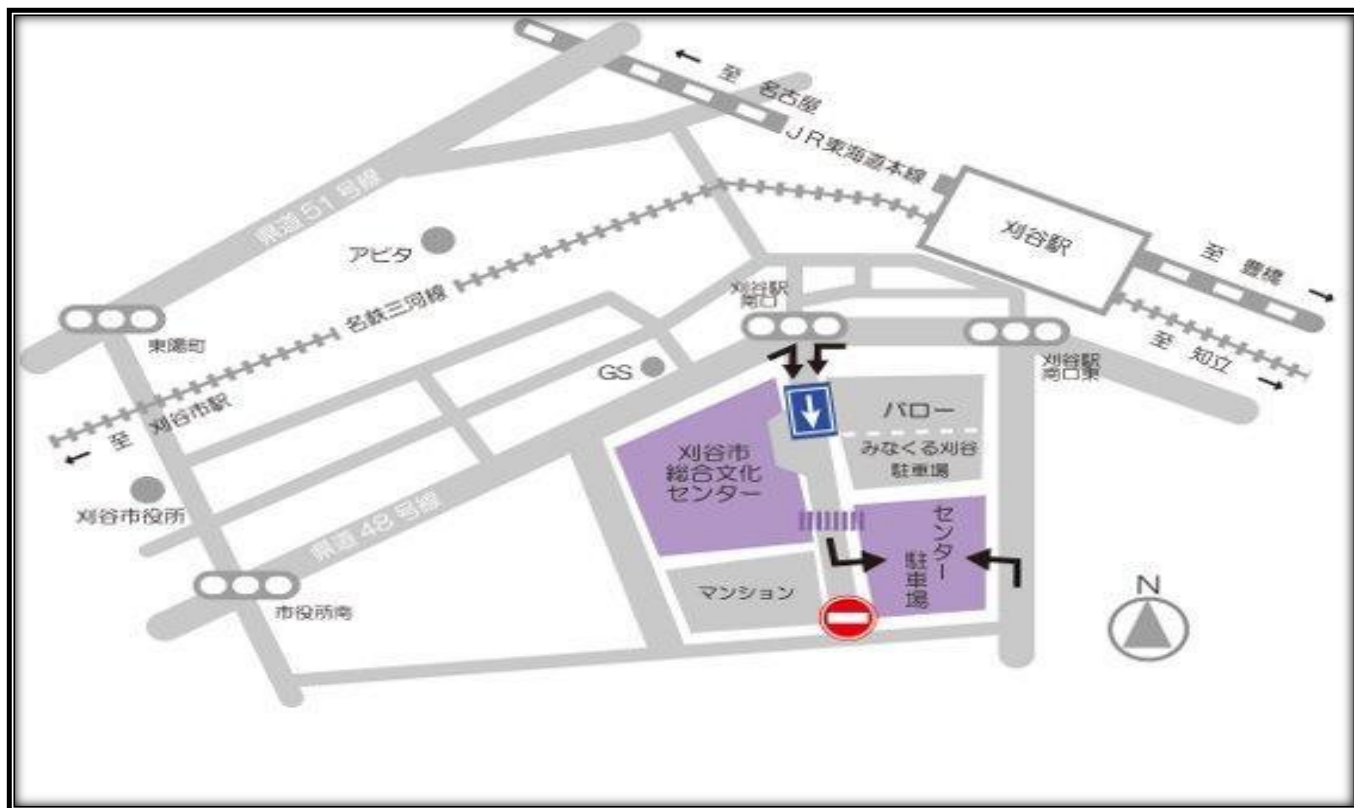 至 名古屋
JR東海道本線
刈谷駅
至 豊橋
至 知立
県道51号線
アピタ
名鉄三河線
東陽町
至 刈谷市駅
刈谷市役所
県道48号線
市役所南
GS
刈谷駅
南口
刈谷駅
南口東
バロー
みなくる刈谷
駐車場
刈谷市
総合文化
センター
センター
駐車場
マンション
N